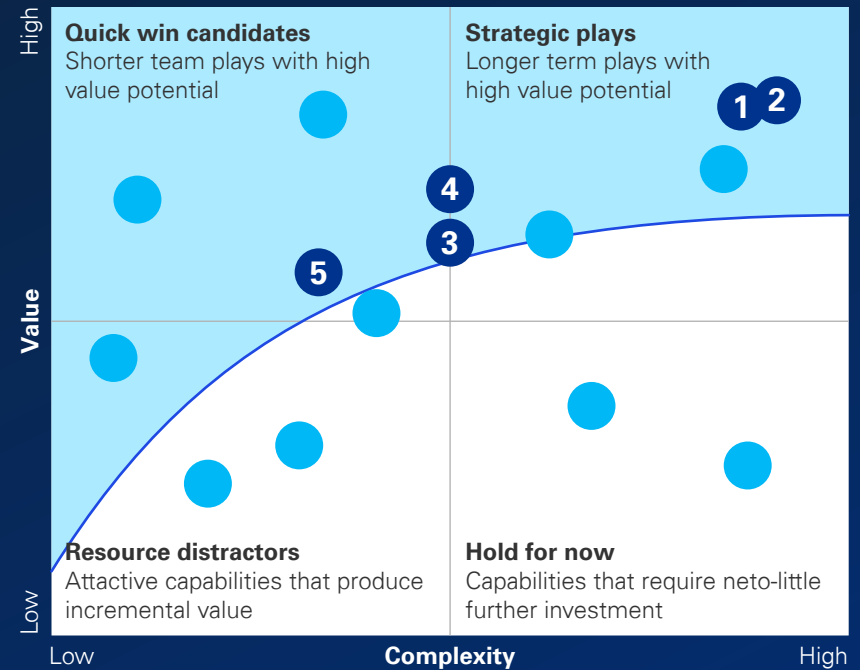 High
Quick win candidates
Shorter team plays with high
value potential
Strategic plays
Longer term plays with
high value potential
1
2
4
3
5
Value
Resource distractors
Attactive capabilities that produce
incremental value
Hold for now
Capabilities that require neto-little
further investment
Low
Low
Complexity
High